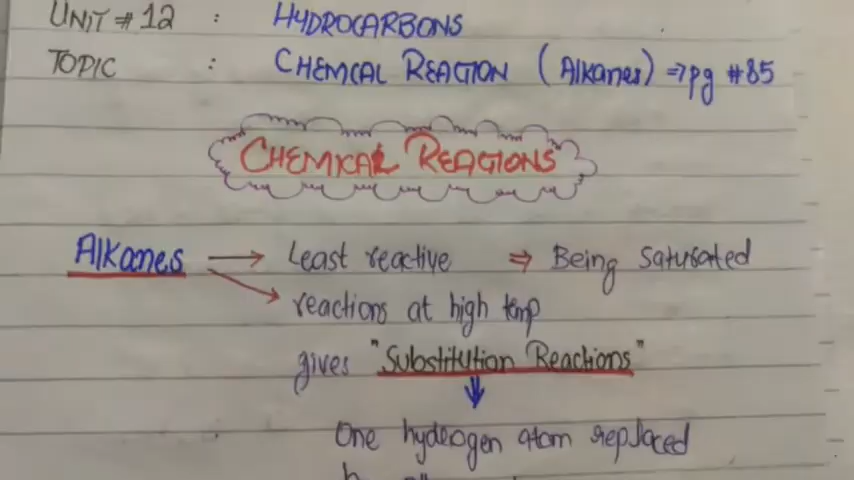 UNIT # 12 : HYDROCARBONS
TOPIC : CHEMICAL REACTION (Alkanes) ⇒ pg # 85
CHEMICAL REACTIONS
Alkanes → Least reactive ⇒ Being saturated
→ reactions at high temp
gives "Substitution Reactions"
↓
One hydrogen atom replaced